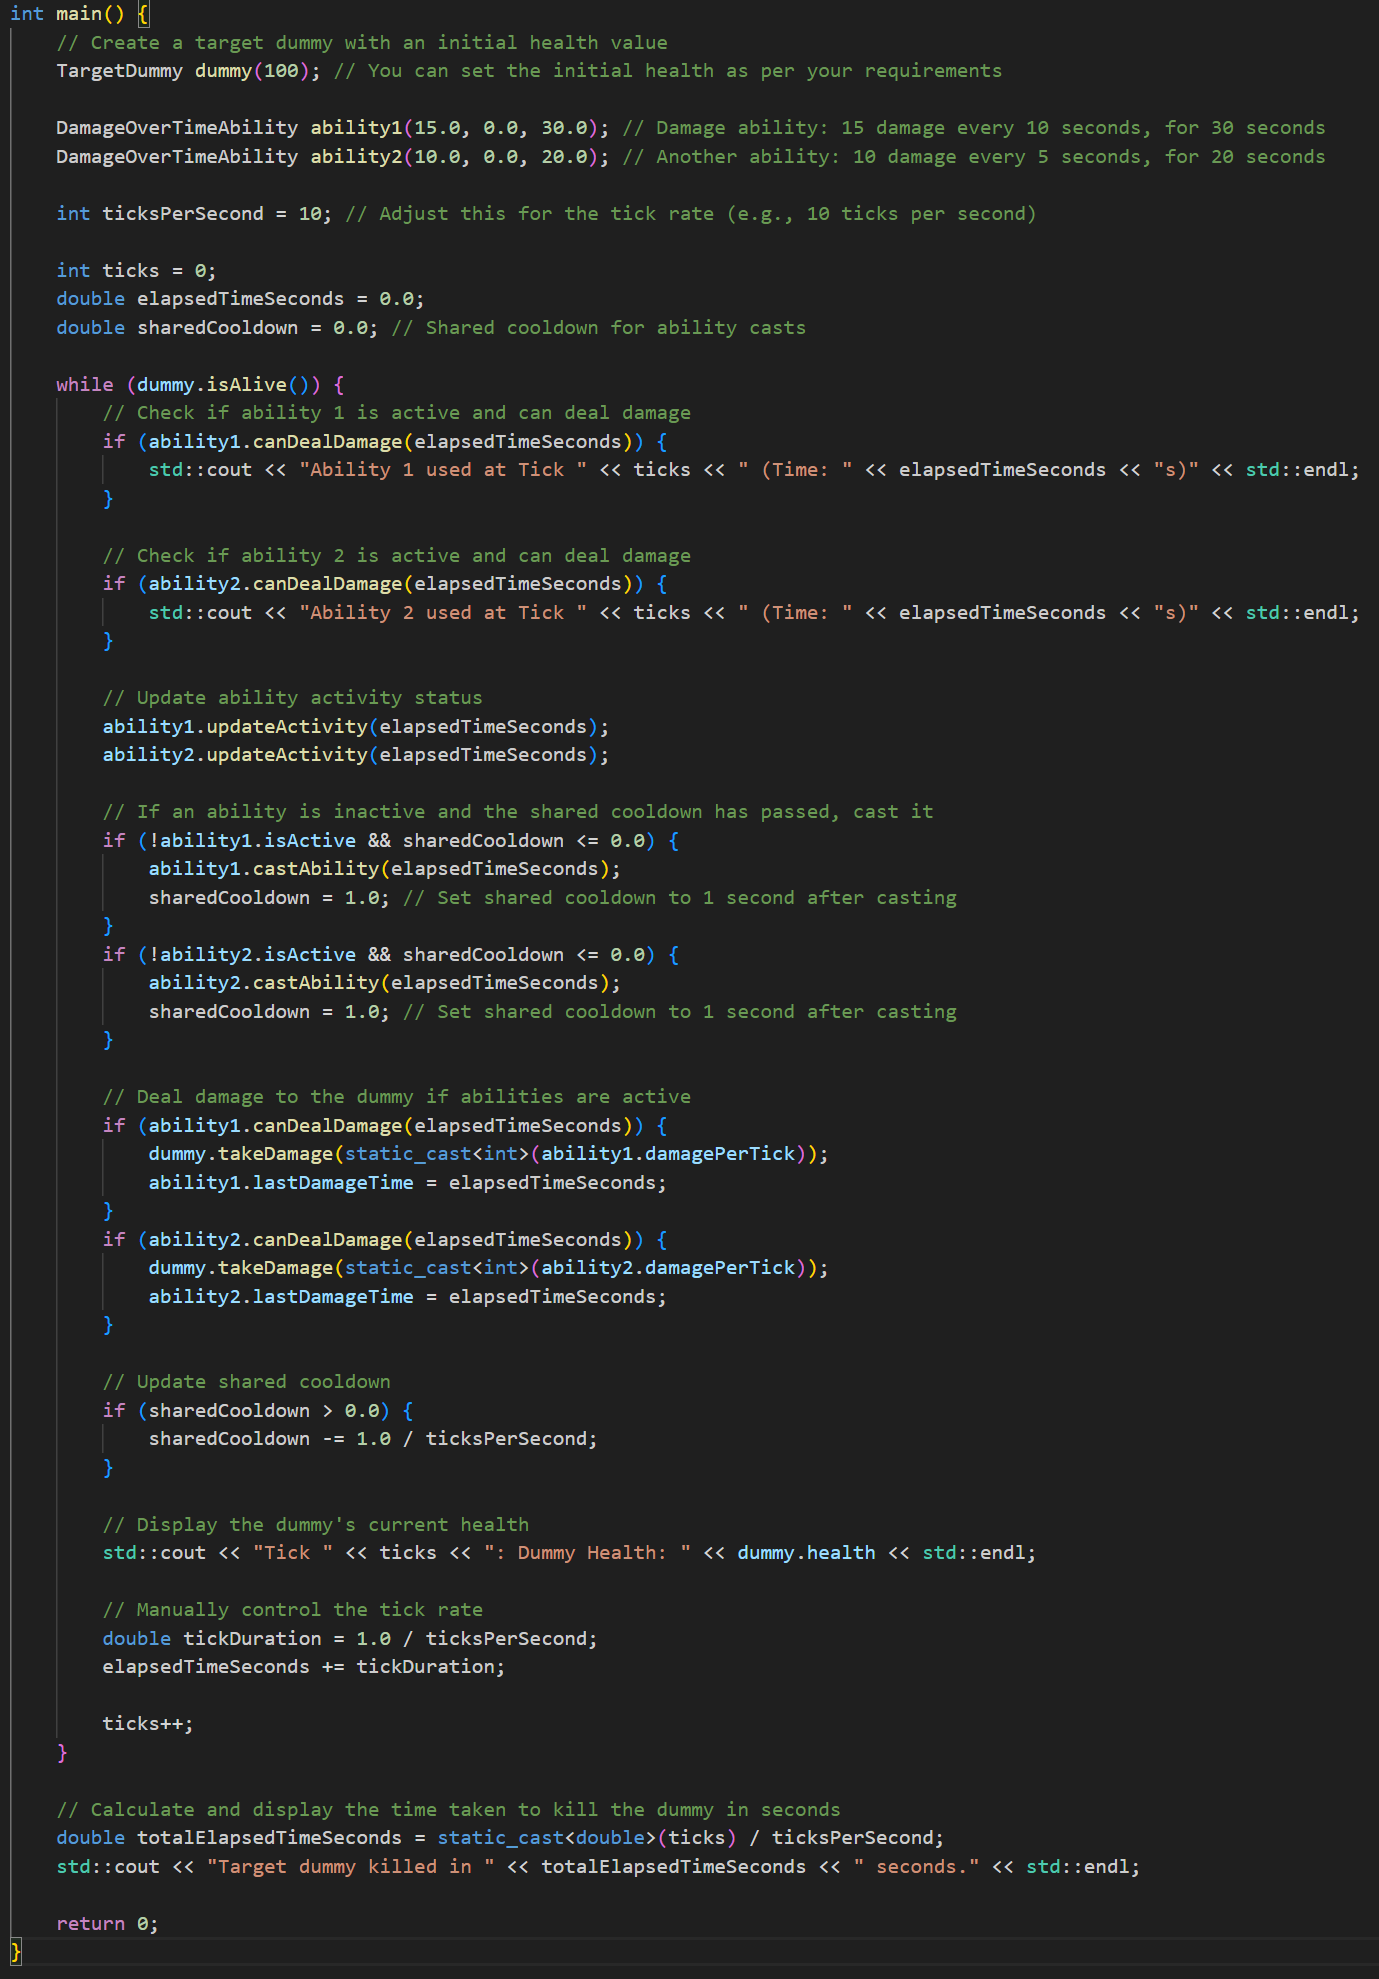 int main() {
    // Create a target dummy with an initial health value
    TargetDummy dummy(100); // You can set the initial health as per your requirements

    DamageOverTimeAbility ability1(15.0, 0.0, 30.0); // Damage ability: 15 damage every 10 seconds, for 30 seconds
    DamageOverTimeAbility ability2(10.0, 0.0, 20.0); // Another ability: 10 damage every 5 seconds, for 20 seconds

    int ticksPerSecond = 10; // Adjust this for the tick rate (e.g., 10 ticks per second)

    int ticks = 0;
    double elapsedTimeSeconds = 0.0;
    double sharedCooldown = 0.0; // Shared cooldown for ability casts

    while (dummy.isAlive()) {
        // Check if ability 1 is active and can deal damage
        if (ability1.canDealDamage(elapsedTimeSeconds)) {
            std::cout << "Ability 1 used at Tick " << ticks << " (Time: " << elapsedTimeSeconds << "s)" << std::endl;
        }

        // Check if ability 2 is active and can deal damage
        if (ability2.canDealDamage(elapsedTimeSeconds)) {
            std::cout << "Ability 2 used at Tick " << ticks << " (Time: " << elapsedTimeSeconds << "s)" << std::endl;
        }

        // Update ability activity status
        ability1.updateActivity(elapsedTimeSeconds);
        ability2.updateActivity(elapsedTimeSeconds);

        // If an ability is inactive and the shared cooldown has passed, cast it
        if (!ability1.isActive && sharedCooldown <= 0.0) {
            ability1.castAbility(elapsedTimeSeconds);
            sharedCooldown = 1.0; // Set shared cooldown to 1 second after casting
        }
        if (!ability2.isActive && sharedCooldown <= 0.0) {
            ability2.castAbility(elapsedTimeSeconds);
            sharedCooldown = 1.0; // Set shared cooldown to 1 second after casting
        }

        // Deal damage to the dummy if abilities are active
        if (ability1.canDealDamage(elapsedTimeSeconds)) {
            dummy.takeDamage(static_cast<int>(ability1.damagePerTick));
            ability1.lastDamageTime = elapsedTimeSeconds;
        }
        if (ability2.canDealDamage(elapsedTimeSeconds)) {
            dummy.takeDamage(static_cast<int>(ability2.damagePerTick));
            ability2.lastDamageTime = elapsedTimeSeconds;
        }

        // Update shared cooldown
        if (sharedCooldown > 0.0) {
            sharedCooldown -= 1.0 / ticksPerSecond;
        }

        // Display the dummy's current health
        std::cout << "Tick " << ticks << ": Dummy Health: " << dummy.health << std::endl;

        // Manually control the tick rate
        double tickDuration = 1.0 / ticksPerSecond;
        elapsedTimeSeconds += tickDuration;

        ticks++;
    }

    // Calculate and display the time taken to kill the dummy in seconds
    double totalElapsedTimeSeconds = static_cast<double>(ticks) / ticksPerSecond;
    std::cout << "Target dummy killed in " << totalElapsedTimeSeconds << " seconds." << std::endl;

    return 0;
}